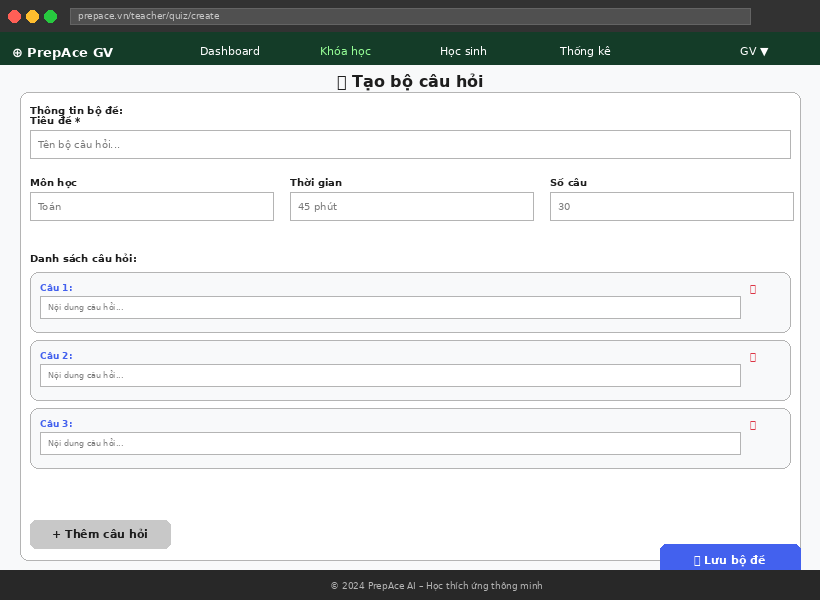 prepace.vn/teacher/quiz/create
⊕ PrepAce GV Dashboard Khóa học Học sinh Thống kê GV ▼
Tạo bộ câu hỏi
Thông tin bộ đề:
Tiêu đề *
Tên bộ câu hỏi...
Môn học Thời gian Số câu
Toán 45 phút 30
Danh sách câu hỏi:
Câu 1:
Nội dung câu hỏi...
Câu 2:
Nội dung câu hỏi...
Câu 3:
Nội dung câu hỏi...
+ Thêm câu hỏi
Lưu bộ đề
© 2024 PrepAce AI – Học thích ứng thông minh